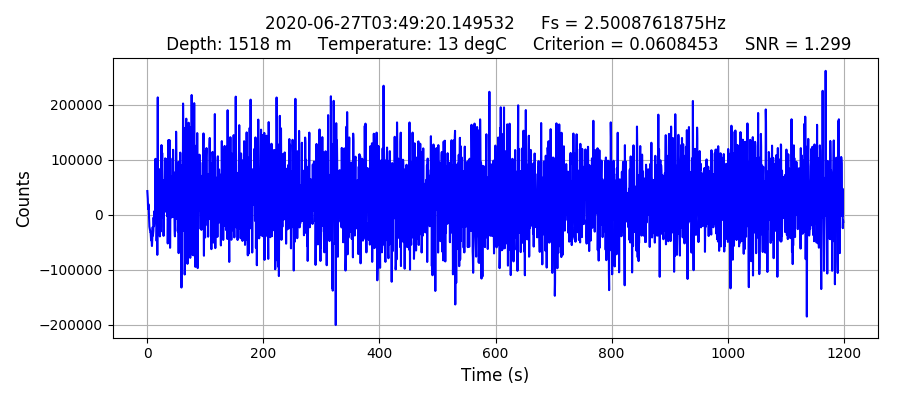 2020-06-27T03:49:20.149532 Fs = 2.5008761875Hz
Depth: 1518 m Temperature: 13 degC Criterion = 0.0608453 SNR = 1.299
200000
100000
0
−100000
−200000
Counts
0 200 400 600 800 1000 1200
Time (s)